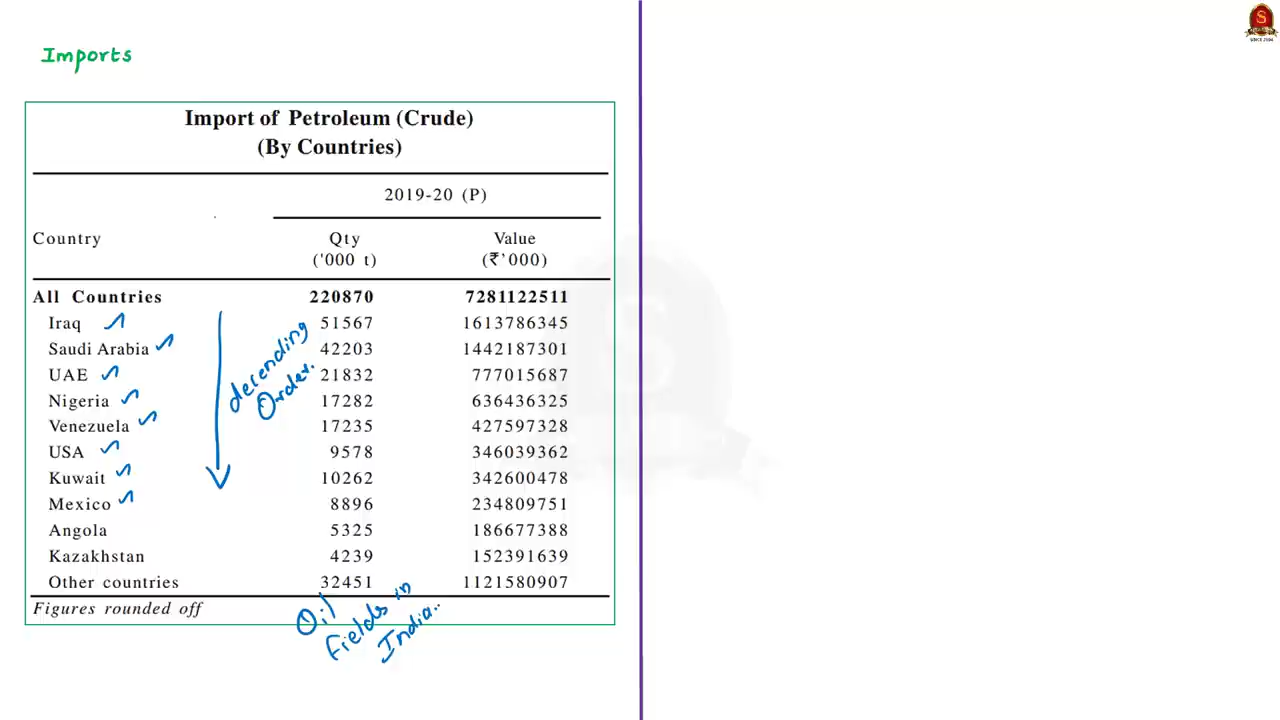 Imports
Import of Petroleum (Crude)
(By Countries)
2019-20 (P)
Country Qty Value
('000 t) (₹'000)
All Countries 220870 7281122511
Iraq 51567 1613786345
Saudi Arabia 42203 1442187301
UAE 21832 777015687
Nigeria 17282 636436325
Venezuela 17235 427597328
USA 9578 346039362
Kuwait 10262 342600478
Mexico 8896 234809751
Angola 5325 186677388
Kazakhstan 4239 152391639
Other countries 32451 1121580907
Figures rounded off
decending
Order.
Oil
Fields in
India..
S
SINCE 2004